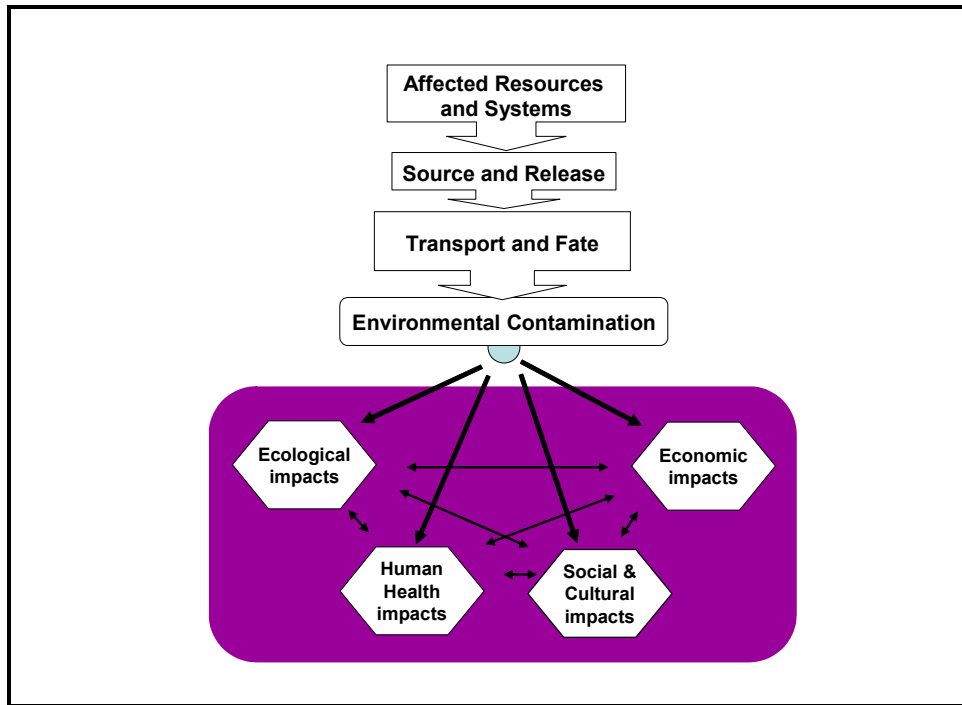 Affected Resources
and Systems
Source and Release
Transport and Fate
Environmental Contamination
Ecological
impacts
Economic
impacts
Human
Health
impacts
Social &
Cultural
impacts